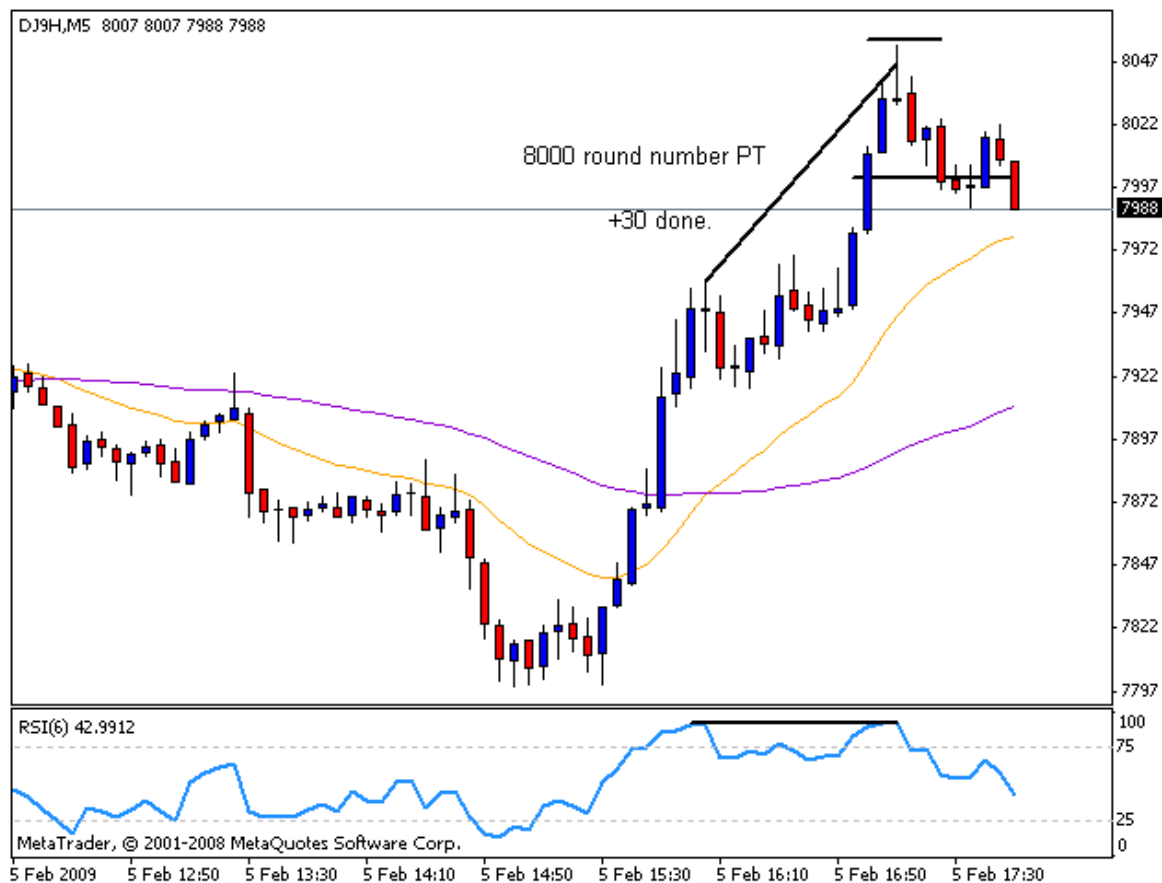 DJ9H,M5 8007 8007 7988 7988
8047
8022
8000 round number PT
7997
7988
+30 done.
7972
7947
7922
7897
7872
7847
7822
7797
RSI(6) 42.9912
100
75
25
MetaTrader, © 2001-2008 MetaQuotes Software Corp.
0
5 Feb 2009 5 Feb 12:50 5 Feb 13:30 5 Feb 14:10 5 Feb 14:50 5 Feb 15:30 5 Feb 16:10 5 Feb 16:50 5 Feb 17:30